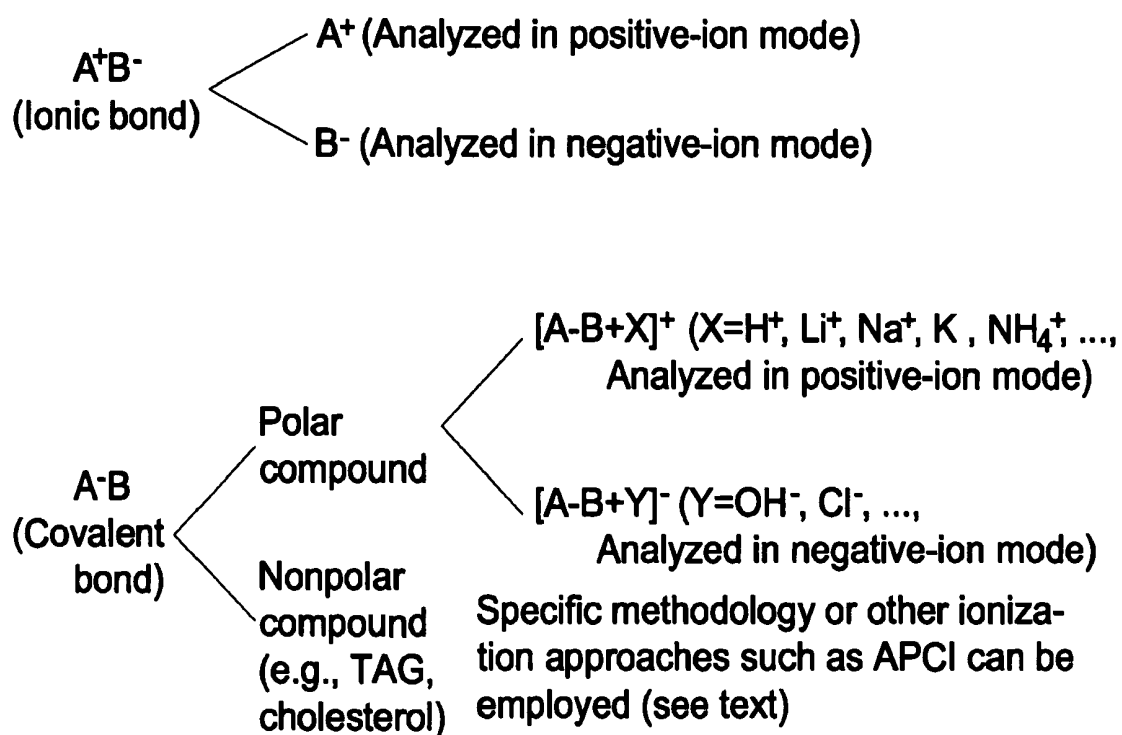 A⁺B⁻
(Ionic bond)
A⁺ (Analyzed in positive-ion mode)
B⁻ (Analyzed in negative-ion mode)
A-B
(Covalent
bond)
Polar
compound
[A-B+X]⁺ (X=H⁺, Li⁺, Na⁺, K , NH₄⁺, ...,
Analyzed in positive-ion mode)
[A-B+Y]⁻ (Y=OH⁻, Cl⁻, ...,
Analyzed in negative-ion mode)
Nonpolar
compound
(e.g., TAG,
cholesterol)
Specific methodology or other ioniza-
tion approaches such as APCI can be
employed (see text)